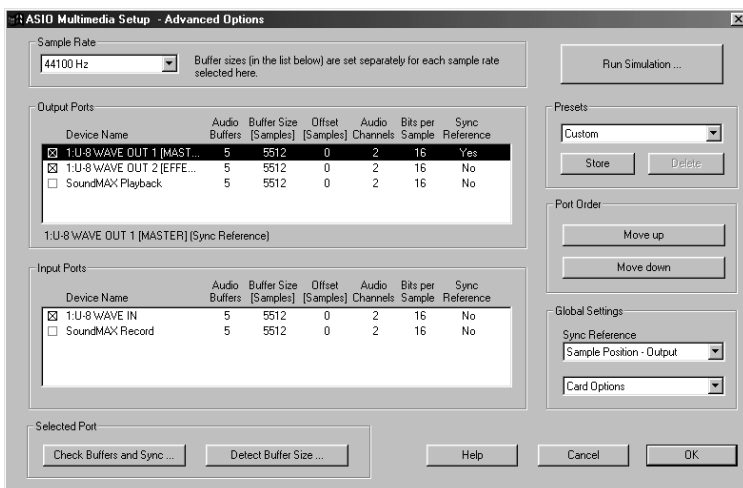 ASIO Multimedia Setup - Advanced Options
Sample Rate
44100 Hz
Buffer sizes (in the list below) are set separately for each sample rate
selected here.
Run Simulation ...
Output Ports
Device Name Audio Buffers Buffer Size [Samples] Offset [Samples] Audio Channels Bits per Sample Sync Reference
1:U-8 WAVE OUT 1 [MAST... 5 5512 0 2 16 Yes
1:U-8 WAVE OUT 2 [EFFE... 5 5512 0 2 16 No
SoundMAX Playback 5 5512 0 2 16 No
1:U-8 WAVE OUT 1 [MASTER] (Sync Reference)
Presets
Custom
Store Delete
Port Order
Move up
Move down
Input Ports
Device Name Audio Buffers Buffer Size [Samples] Offset [Samples] Audio Channels Bits per Sample Sync Reference
1:U-8 WAVE IN 5 5512 0 2 16 No
SoundMAX Record 5 5512 0 2 16 No
Global Settings
Sync Reference
Sample Position - Output
Card Options
Selected Port
Check Buffers and Sync ... Detect Buffer Size ... Help Cancel OK